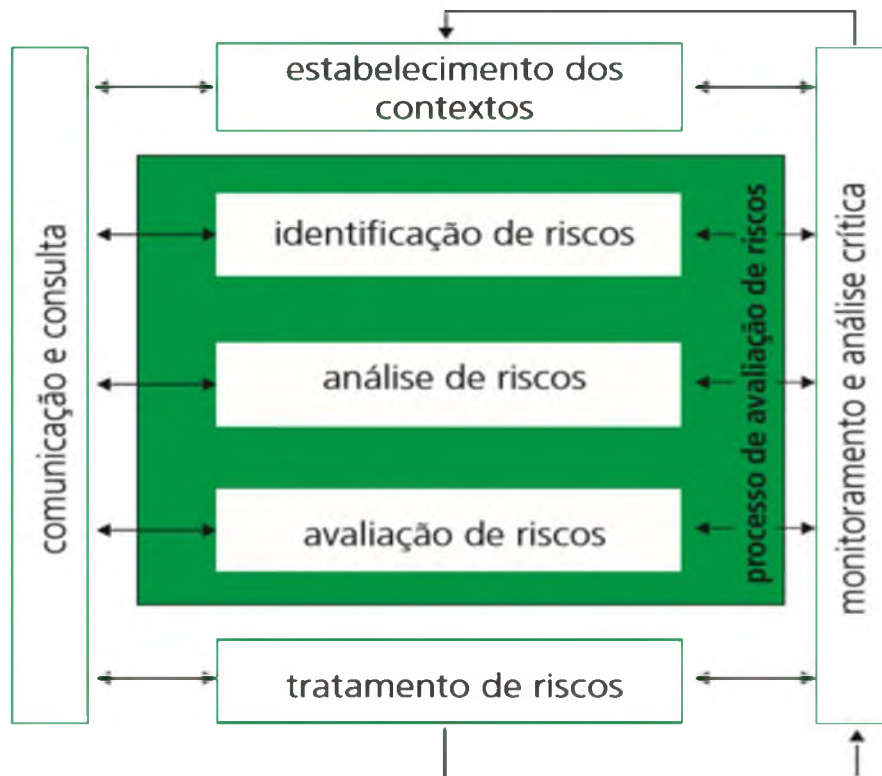 estabelecimento dos
contextos
comunicação e consulta
identificação de riscos
análise de riscos
avaliação de riscos
processo de avaliação de riscos
monitoramento e análise crítica
tratamento de riscos